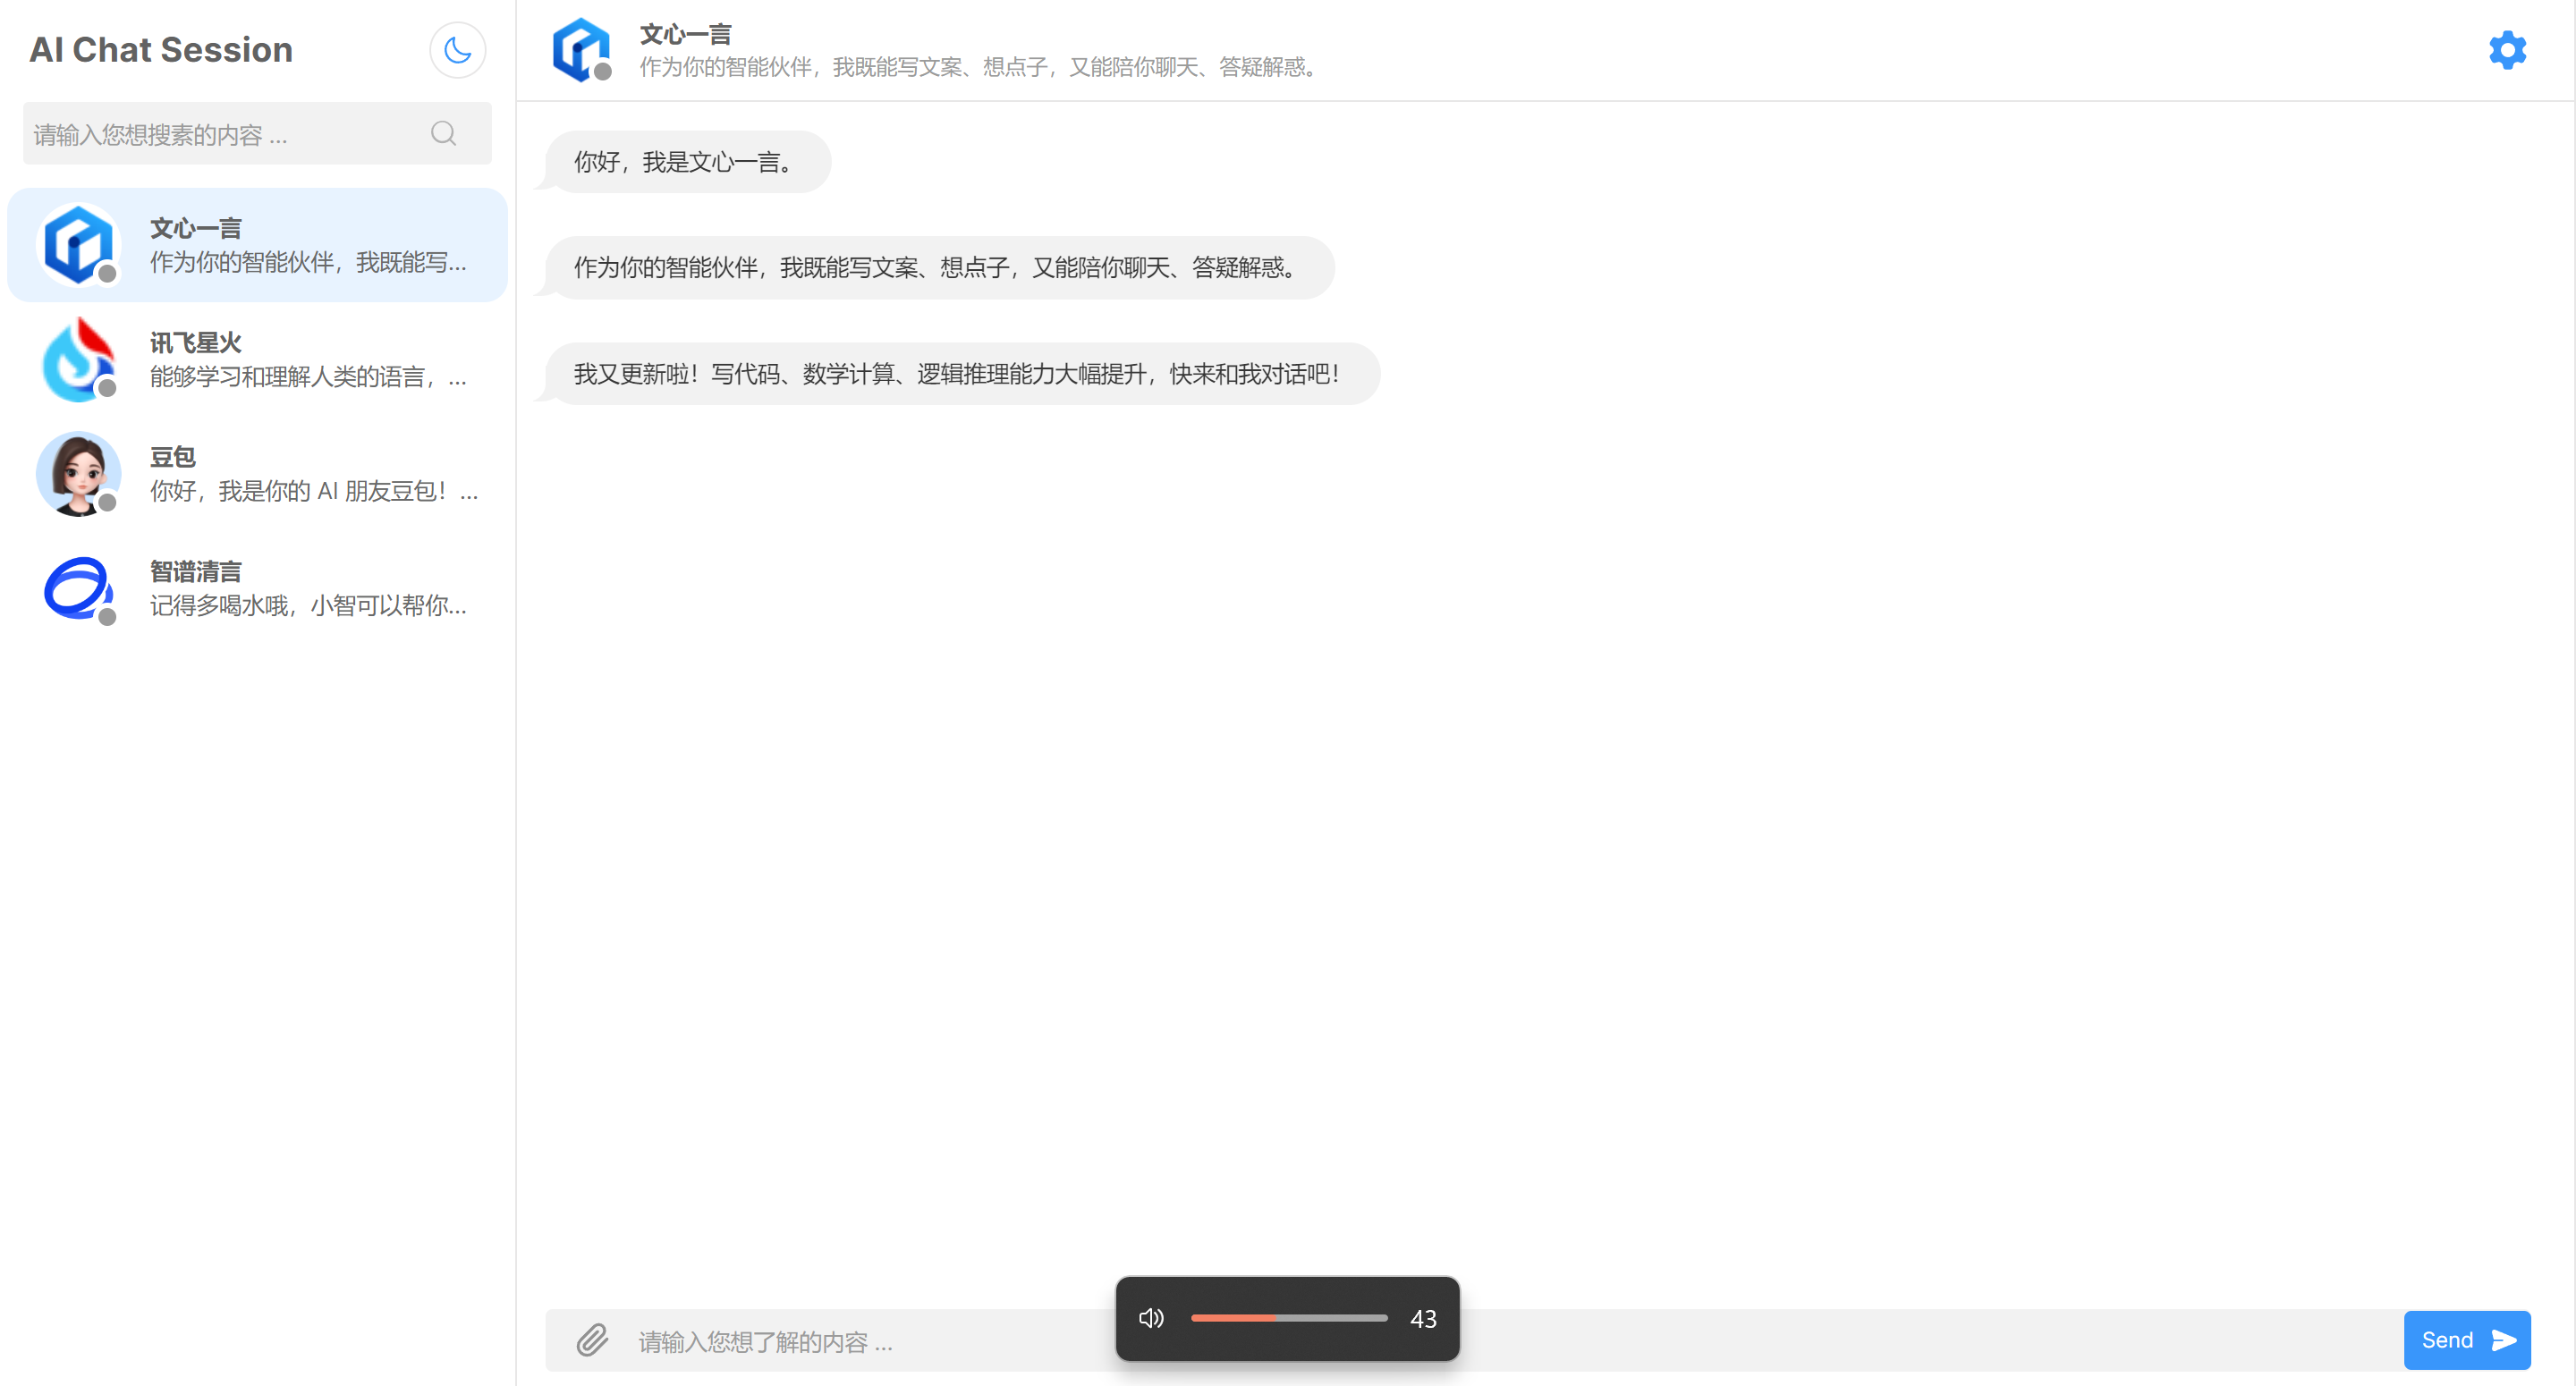 AI Chat Session
请输入您想搜素的内容 ...
文心一言
作为你的智能伙伴，我既能写...
讯飞星火
能够学习和理解人类的语言，...
豆包
你好，我是你的 AI 朋友豆包！...
智谱清言
记得多喝水哦，小智可以帮你...
文心一言
作为你的智能伙伴，我既能写文案、想点子，又能陪你聊天、答疑解惑。
你好，我是文心一言。
作为你的智能伙伴，我既能写文案、想点子，又能陪你聊天、答疑解惑。
我又更新啦！写代码、数学计算、逻辑推理能力大幅提升，快来和我对话吧！
43
请输入您想了解的内容 ...
Send